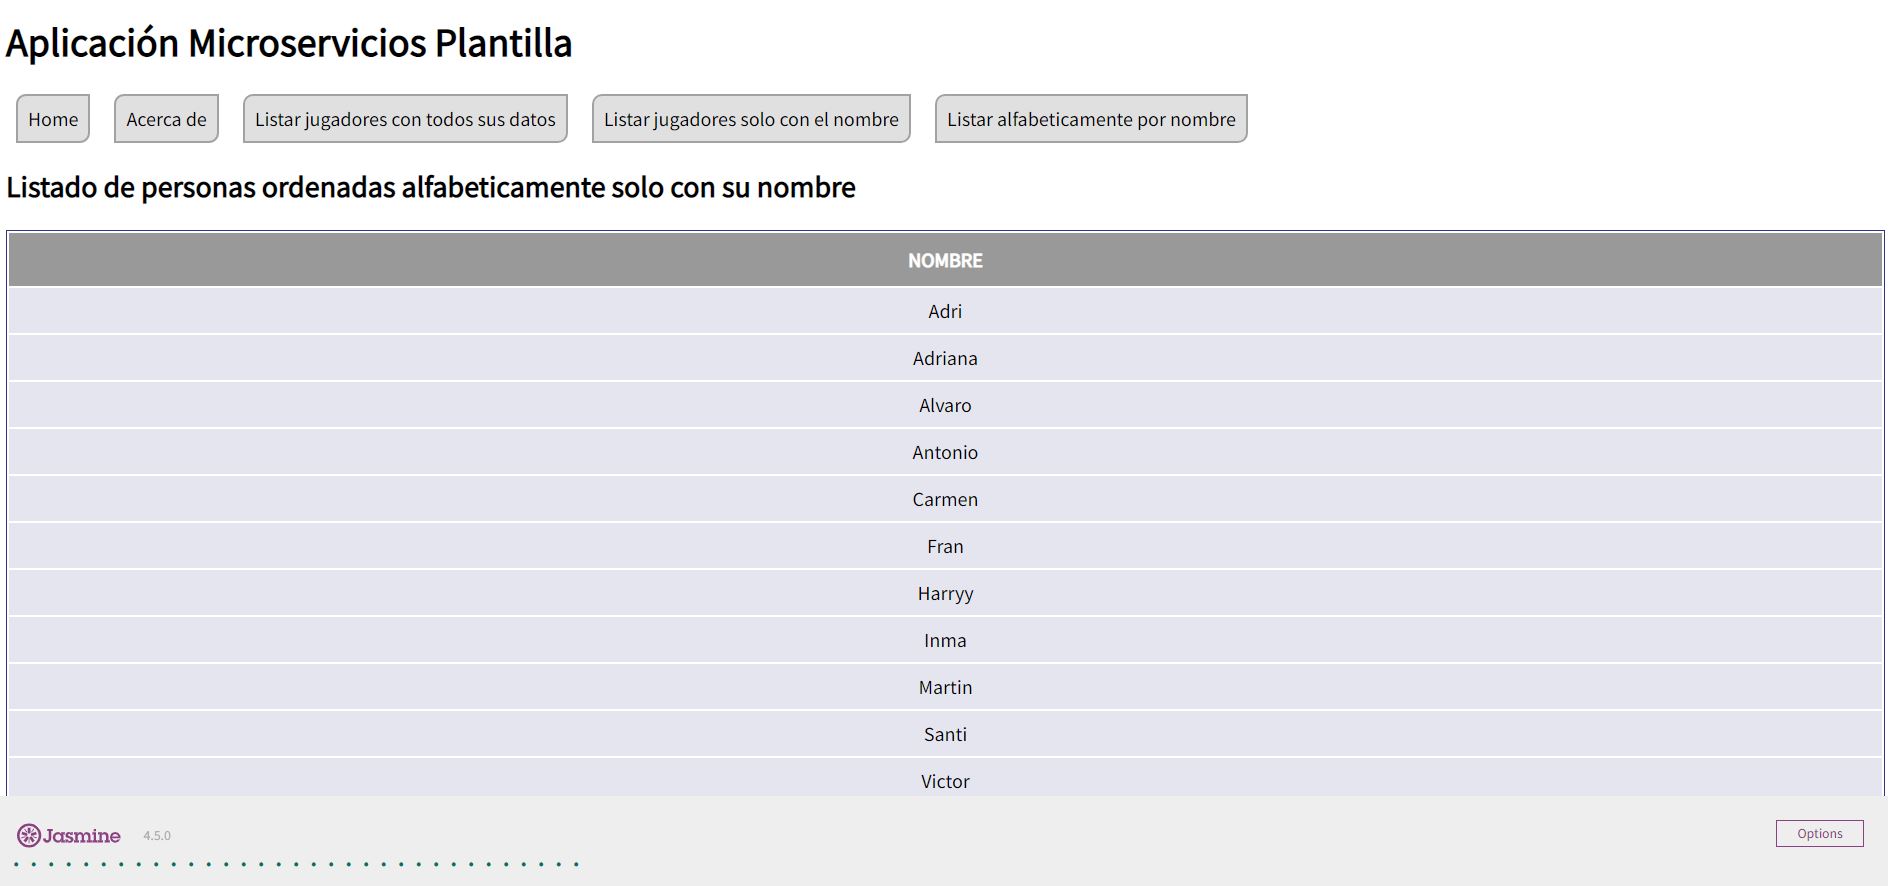 Aplicación Microservicios Plantilla
Home Acerca de Listar jugadores con todos sus datos Listar jugadores solo con el nombre Listar alfabeticamente por nombre
Listado de personas ordenadas alfabeticamente solo con su nombre
NOMBRE
Adri
Adriana
Alvaro
Antonio
Carmen
Fran
Harryy
Inma
Martin
Santi
Victor
Jasmine 4.5.0 Options